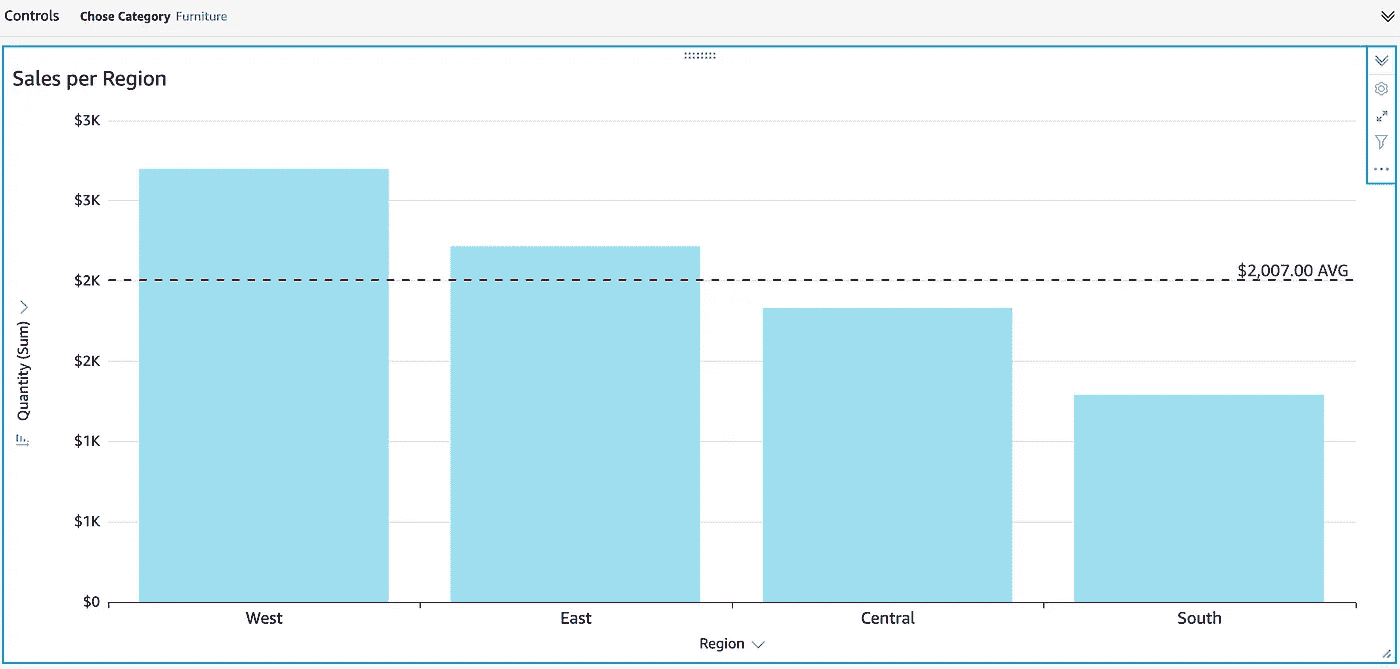 Controls Chose Category Furniture
Sales per Region
$3K
$3K
$2,007.00 AVG
$2K
$2K
$1K
$1K
$0
Quantity (Sum)
West East Central South
Region